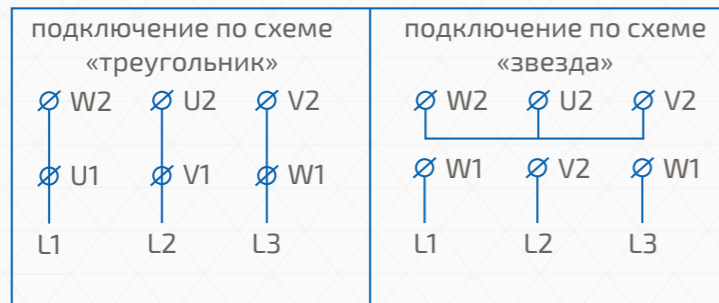 подключение по схеме
«треугольник»
W2 U2 V2
U1 V1 W1
L1 L2 L3
подключение по схеме
«звезда»
W2 U2 V2
W1 V2 W1
L1 L2 L3